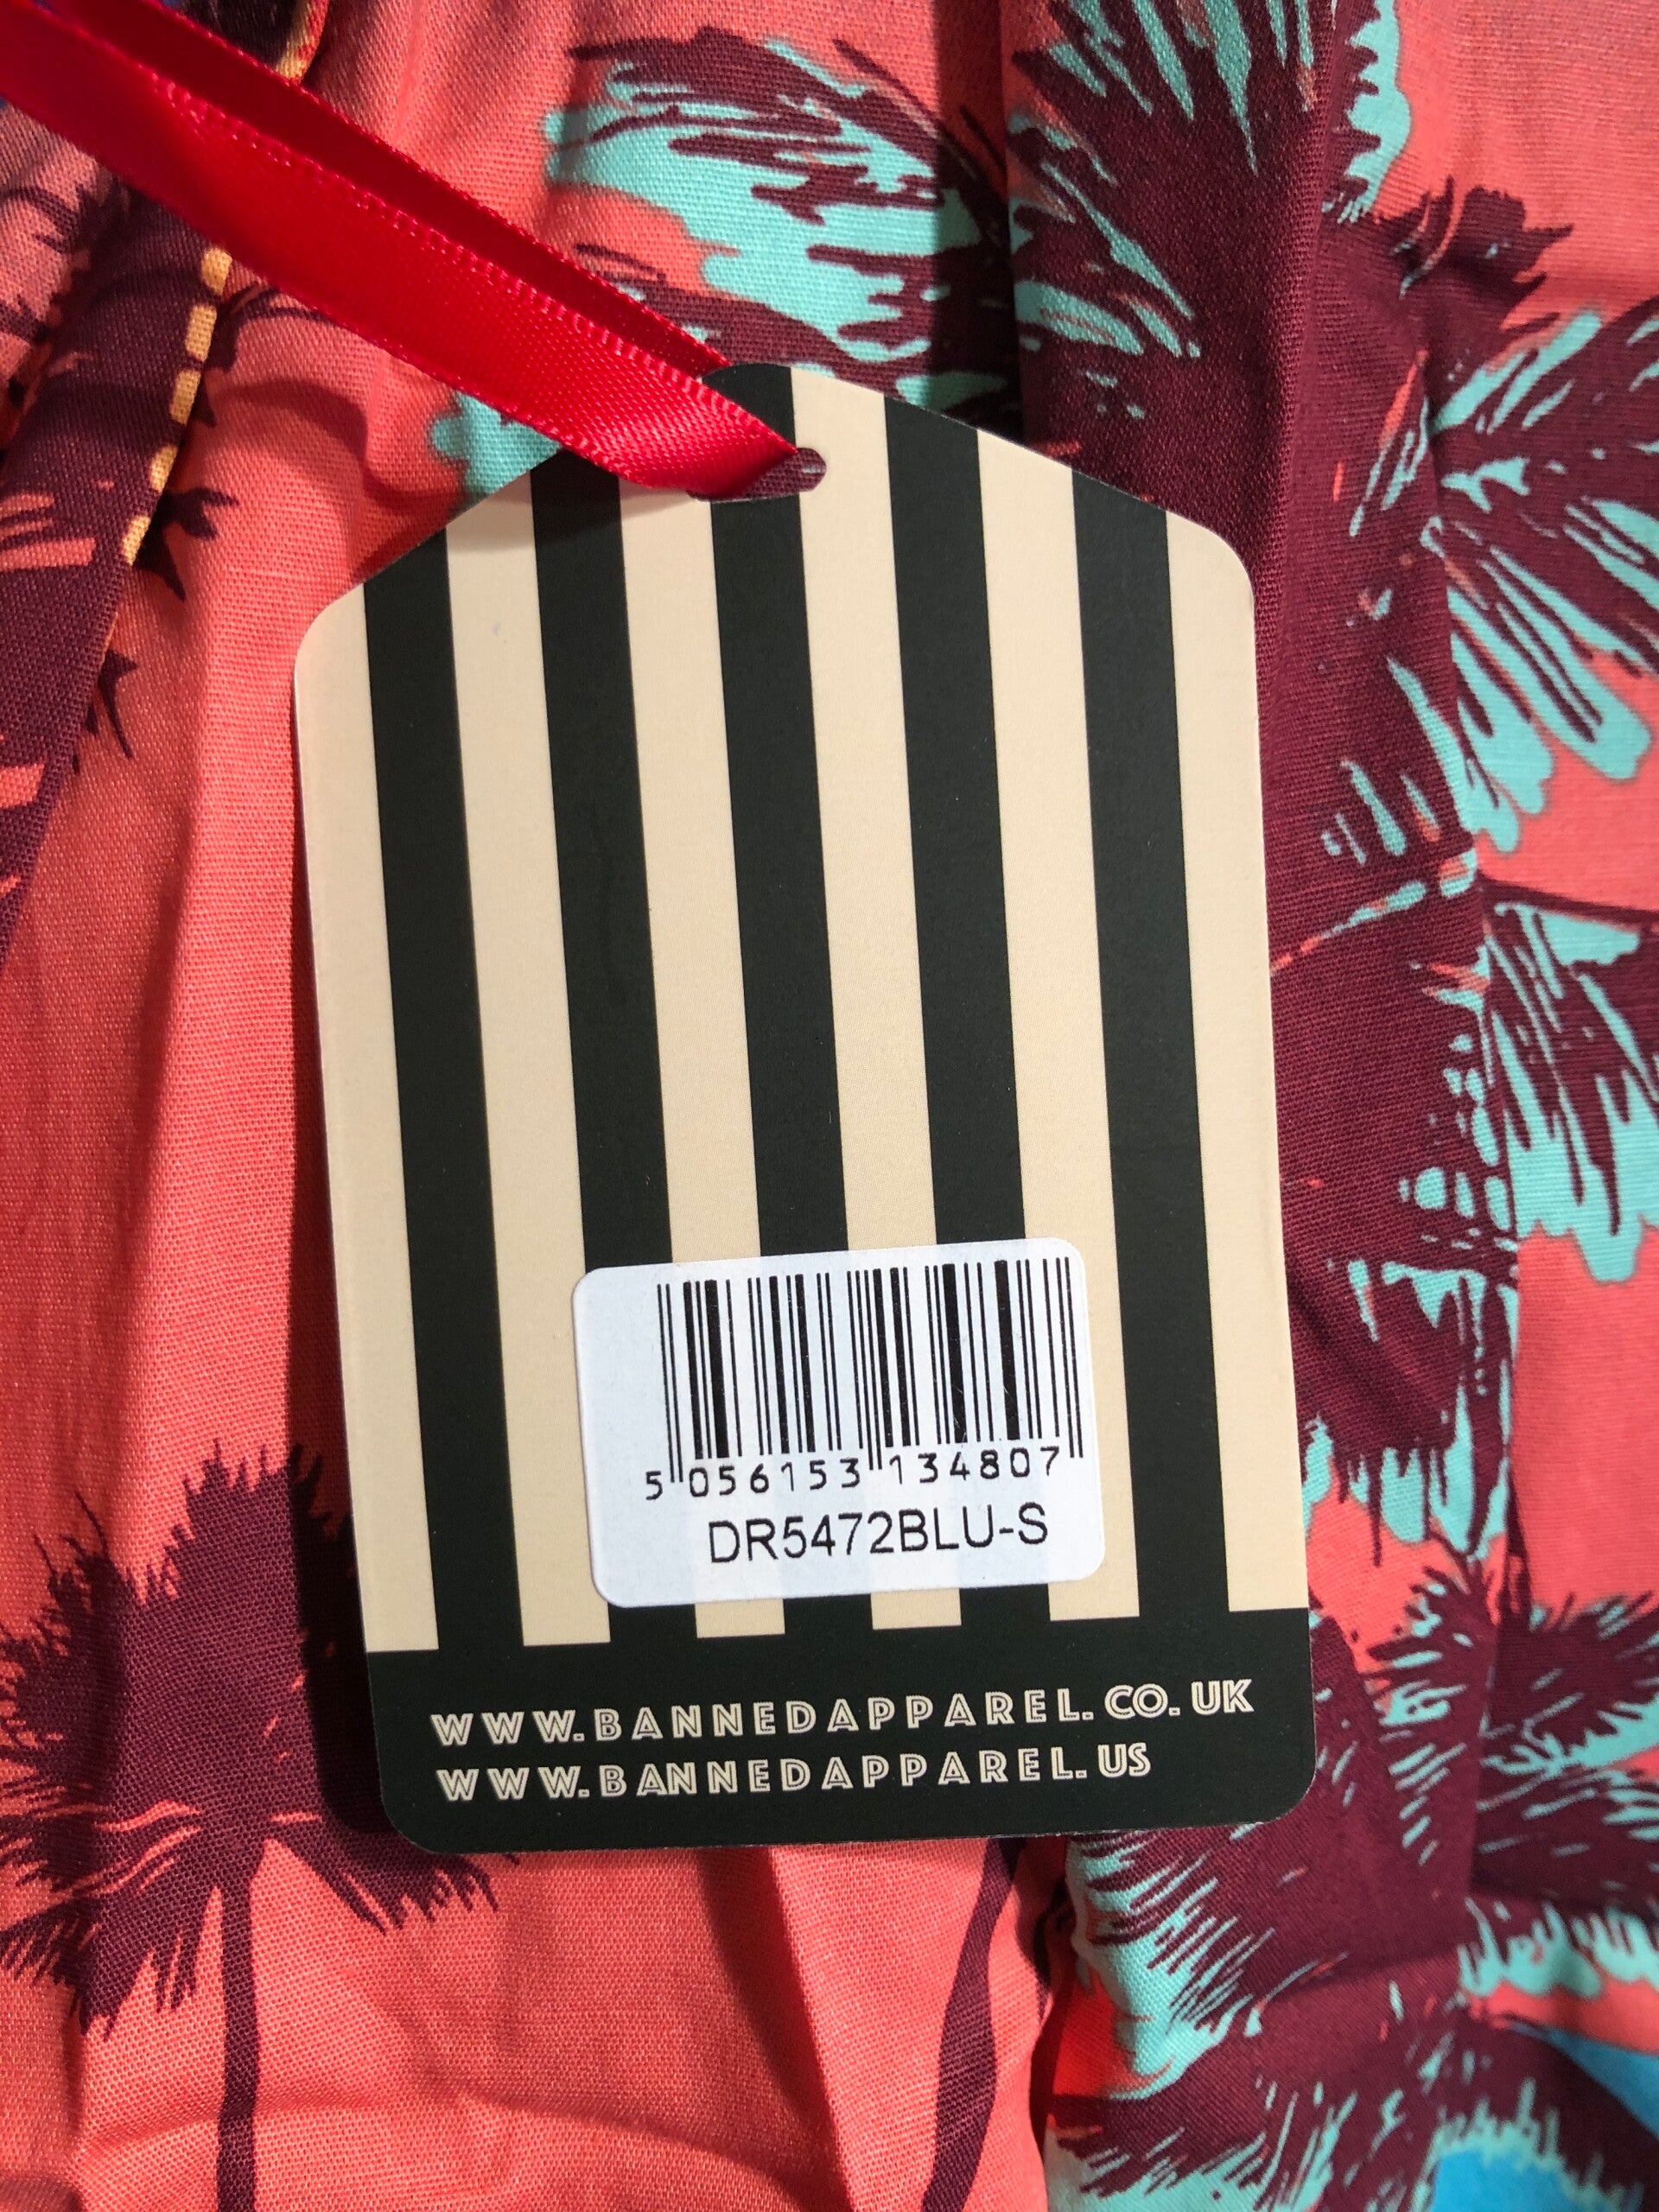 5 056153 134807
DR5472BLU-S
WWW.BANNEDAPPAREL.CO.UK
WWW.BANNEDAPPAREL.US